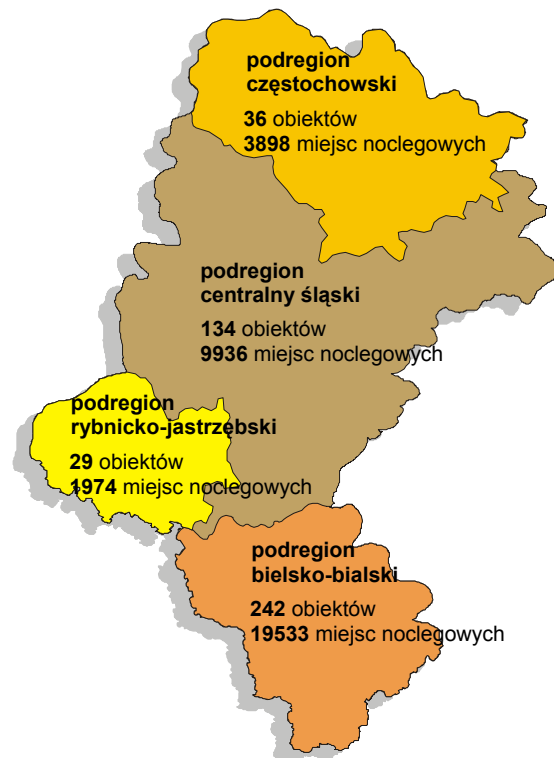 podregion
częstochowski
36 obiektów
3898 miejsc noclegowych
podregion
centralny śląski
134 obiektów
9936 miejsc noclegowych
podregion
rybnicko-jastrzębski
29 obiektów
1974 miejsc noclegowych
podregion
bielsko-bialski
242 obiektów
19533 miejsc noclegowych